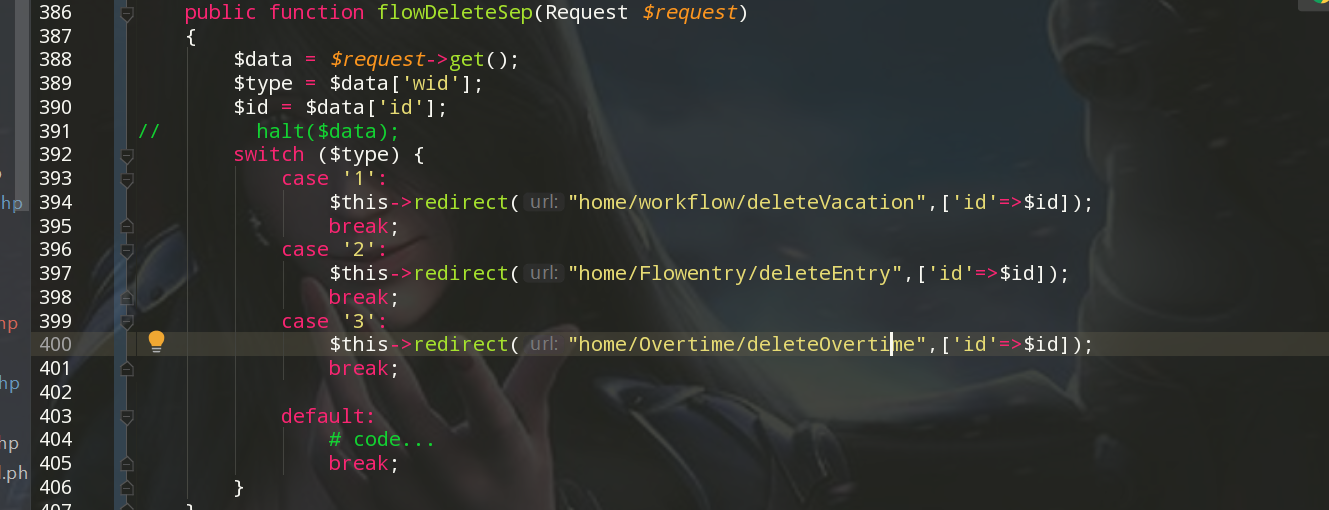 386 public function flowDeleteSep(Request $request)
387 {
388 $data = $request->get();
389 $type = $data['wid'];
390 $id = $data['id'];
391 // halt($data);
392 switch ($type) {
393 case '1':
hp 394 $this->redirect( url: "home/workflow/deleteVacation",['id'=>$id]);
395 break;
396 case '2':
397 $this->redirect( url: "home/Flowentry/deleteEntry",['id'=>$id]);
398 break;
hp 399 case '3':
400 $this->redirect( url: "home/Overtime/deleteOvertime",['id'=>$id]);
401 break;
hp 402
403 default:
hp 404 # code...
.ph 405 break;
406 }
407 }